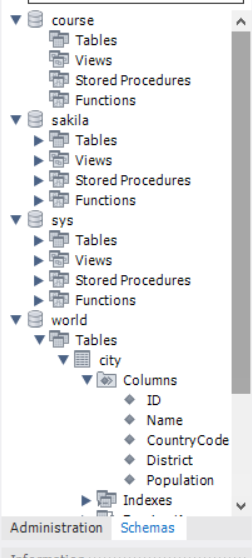 course
Tables
Views
Stored Procedures
Functions
sakila
Tables
Views
Stored Procedures
Functions
sys
Tables
Views
Stored Procedures
Functions
world
Tables
city
Columns
ID
Name
CountryCode
District
Population
Indexes
Administration Schemas